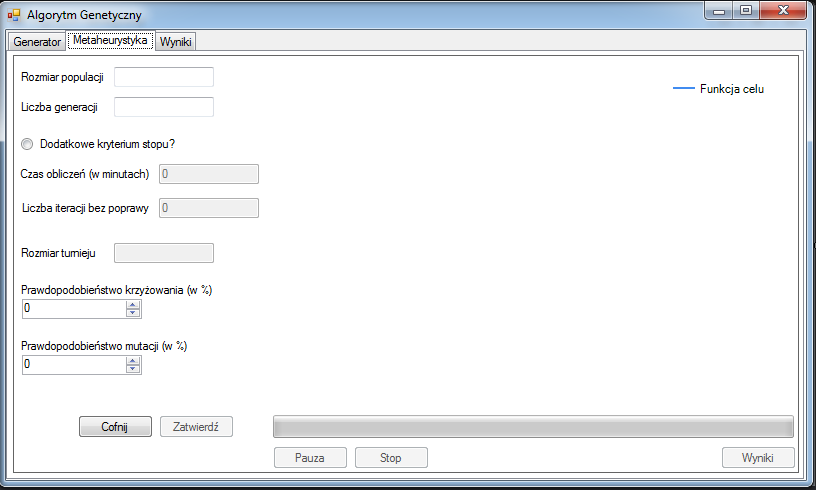 Algorytm Genetyczny
Generator Metaheurystyka Wyniki
Rozmiar populacji
Funkcja celu
Liczba generacji
Dodatkowe kryterium stopu?
Czas obliczeń (w minutach) 0
Liczba iteracji bez poprawy 0
Rozmiar turnieju
Prawdopodobieństwo krzyżowania (w %)
0
Prawdopodobieństwo mutacji (w %)
0
Cofnij Zatwierdź
Pauza Stop Wyniki